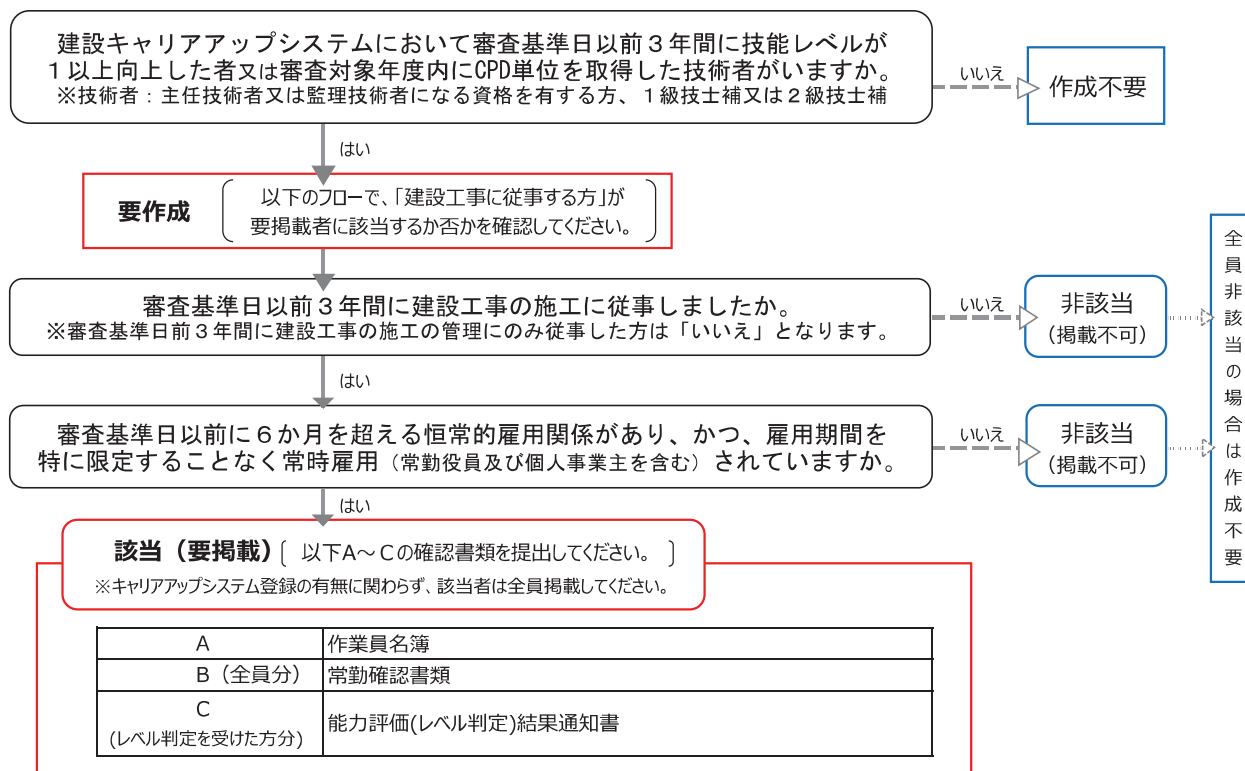 建設キャリアアップシステムにおいて審査基準日以前３年間に技能レベルが
１以上向上した者又は審査対象年度内にCPD単位を取得した技術者がいますか。
※技術者：主任技術者又は監理技術者になる資格を有する方、１級技士補又は２級技士補
いいえ
作成不要
はい
要作成
以下のフローで、「建設工事に従事する方」が
要掲載者に該当するか否かを確認してください。
審査基準日以前３年間に建設工事の施工に従事しましたか。
※審査基準日前３年間に建設工事の施工の管理にのみ従事した方は「いいえ」となります。
いいえ
非該当
(掲載不可)
はい
審査基準日以前に６か月を超える恒常的雇用関係があり、かつ、雇用期間を
特に限定することなく常時雇用（常勤役員及び個人事業主を含む）されていますか。
いいえ
非該当
(掲載不可)
全員非該当の場合は作成不要
はい
該当（要掲載）〔 以下A～Cの確認書類を提出してください。 〕
※キャリアアップシステム登録の有無に関わらず、該当者は全員掲載してください。
A 作業員名簿
B（全員分） 常勤確認書類
C
(レベル判定を受けた方分)
能力評価(レベル判定)結果通知書